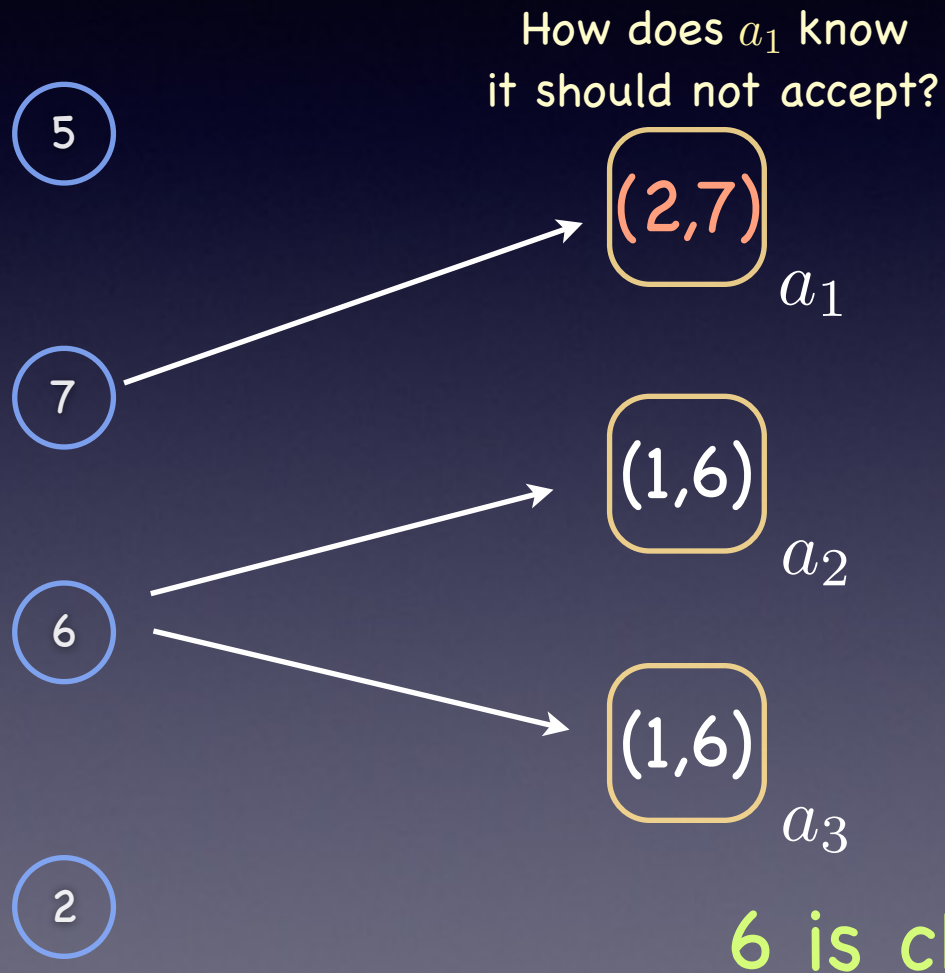 How does a₁ know
it should not accept?
5
(2,7)
a₁
7
(1,6)
a₂
6
(1,6)
a₃
2
6 is